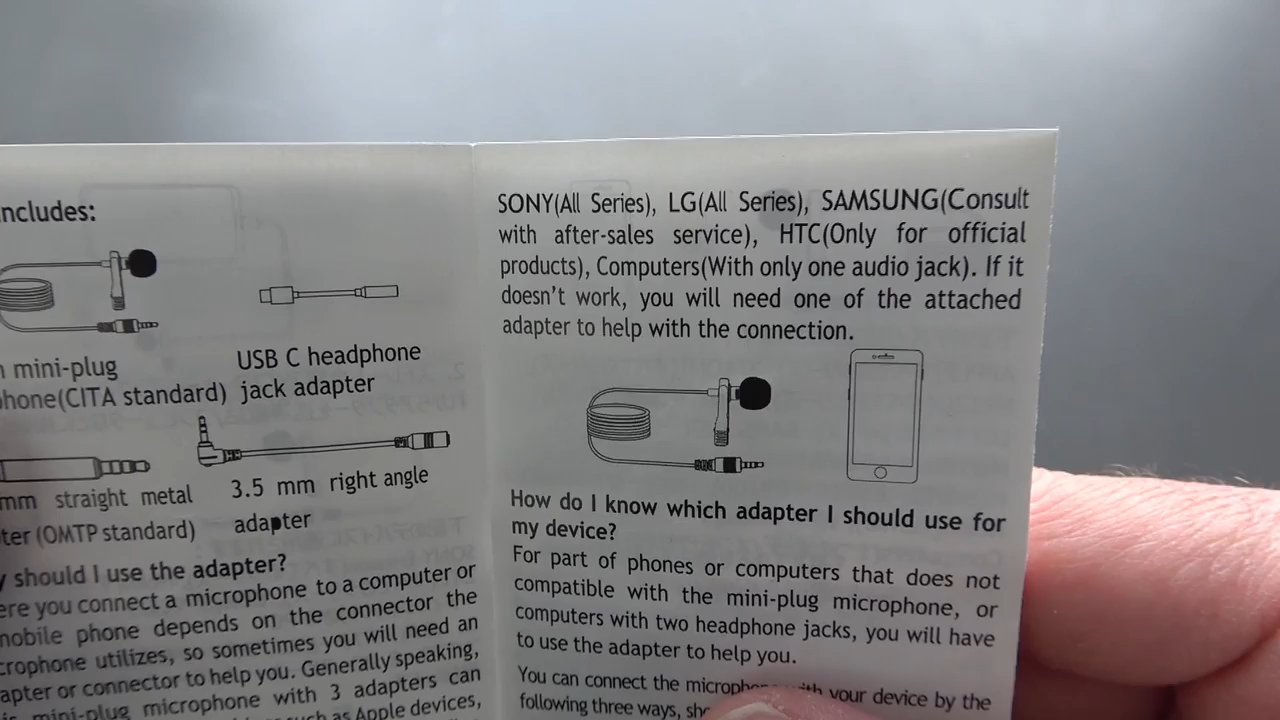 ncludes:
mini-plug
phone(CITA standard)
USB C headphone
jack adapter
mm straight metal
ter (OMTP standard)
3.5 mm right angle
adapter
should I use the adapter?
ere you connect a microphone to a computer or
mobile phone depends on the connector the
crophone utilizes, so sometimes you will need an
apter or connector to help you. Generally speaking,
mini-plug microphone with 3 adapters can
such as Apple devices,
SONY(All Series), LG(All Series), SAMSUNG(Consult
with after-sales service), HTC(Only for official
products), Computers(With only one audio jack). If it
doesn't work, you will need one of the attached
adapter to help with the connection.
How do I know which adapter I should use for
my device?
For part of phones or computers that does not
compatible with the mini-plug microphone, or
computers with two headphone jacks, you will have
to use the adapter to help you.
You can connect the microphone with your device by the
following three ways,